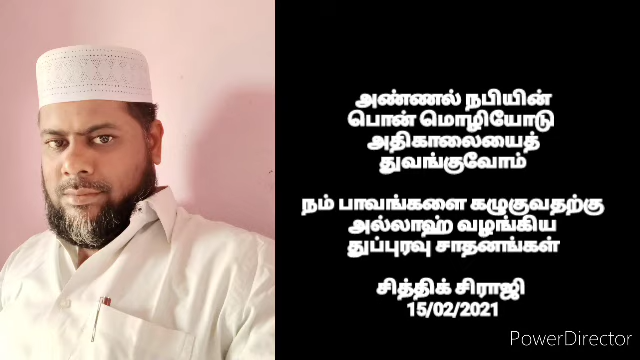 அண்ணல் நபியின்
பொன் மொழியோடு
அதிகாலையைத்
துவங்குவோம்
நம் பாவங்களை கழுகுவதற்கு
அல்லாஹ் வழங்கிய
துப்புரவு சாதனங்கள்
சித்திக் சிராஜி
15/02/2021
PowerDirector